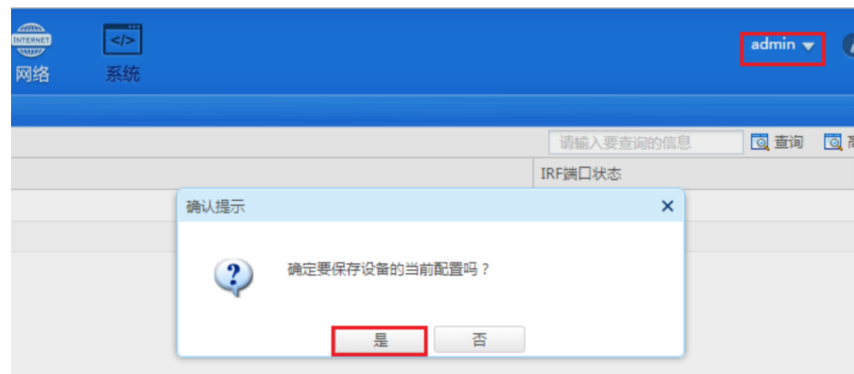 INTERNET
</>
admin
网络
系统
请输入要查询的信息
查询
IRF端口状态
确认提示
确定要保存设备的当前配置吗？
是
否